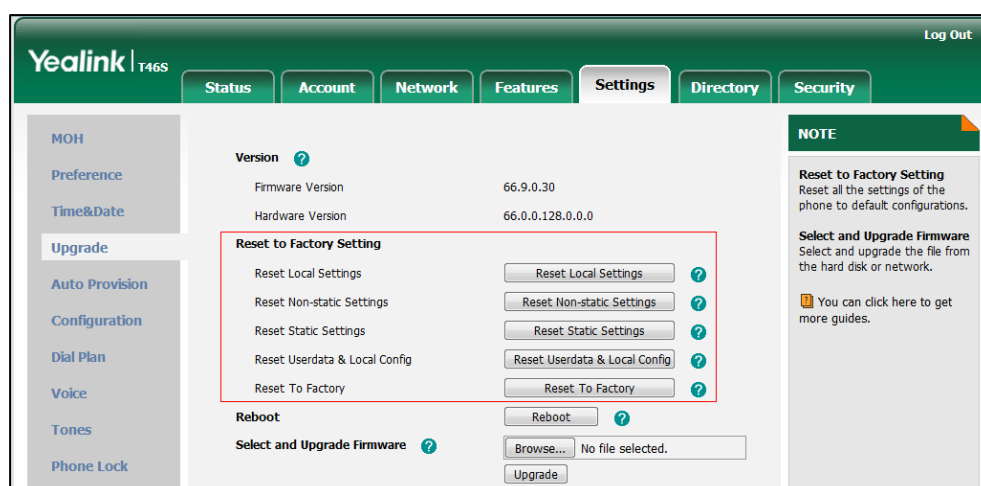 Log Out
Yealink | T46S
Status Account Network Features Settings Directory Security
MOH
Preference
Time&Date
Upgrade
Auto Provision
Configuration
Dial Plan
Voice
Tones
Phone Lock
Version ?
Firmware Version 66.9.0.30
Hardware Version 66.0.0.128.0.0.0
Reset to Factory Setting
Reset Local Settings Reset Local Settings ?
Reset Non-static Settings Reset Non-static Settings ?
Reset Static Settings Reset Static Settings ?
Reset Userdata & Local Config Reset Userdata & Local Config ?
Reset To Factory Reset To Factory ?
Reboot Reboot ?
Select and Upgrade Firmware ? Browse... No file selected.
Upgrade
NOTE
Reset to Factory Setting
Reset all the settings of the
phone to default configurations.
Select and Upgrade Firmware
Select and upgrade the file from
the hard disk or network.
? You can click here to get
more guides.